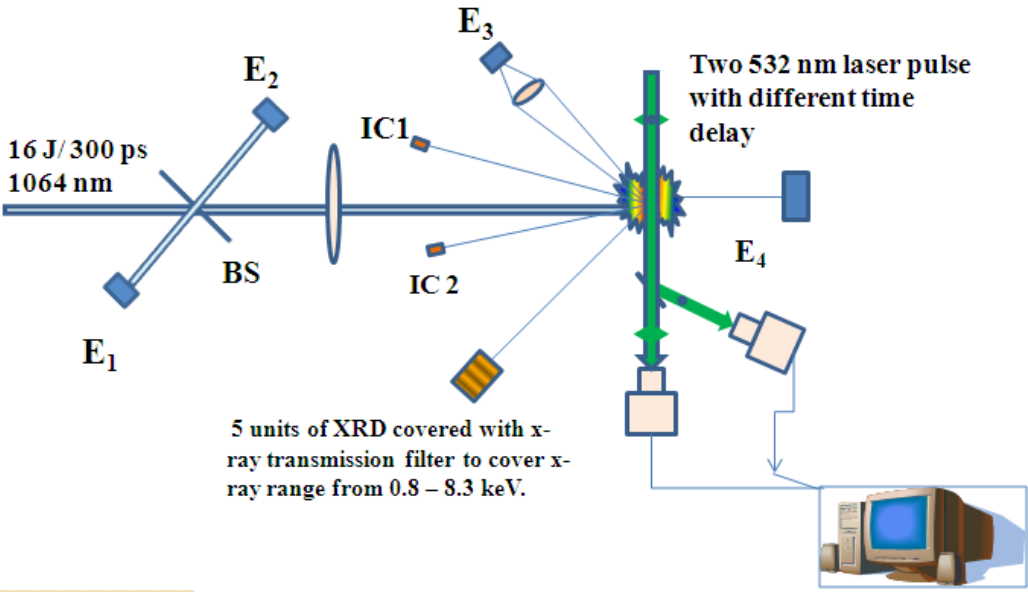 E3
E2
Two 532 nm laser pulse
with different time
delay
IC1
16 J/ 300 ps
1064 nm
BS
IC 2
E4
E1
5 units of XRD covered with x-
ray transmission filter to cover x-
ray range from 0.8 – 8.3 keV.